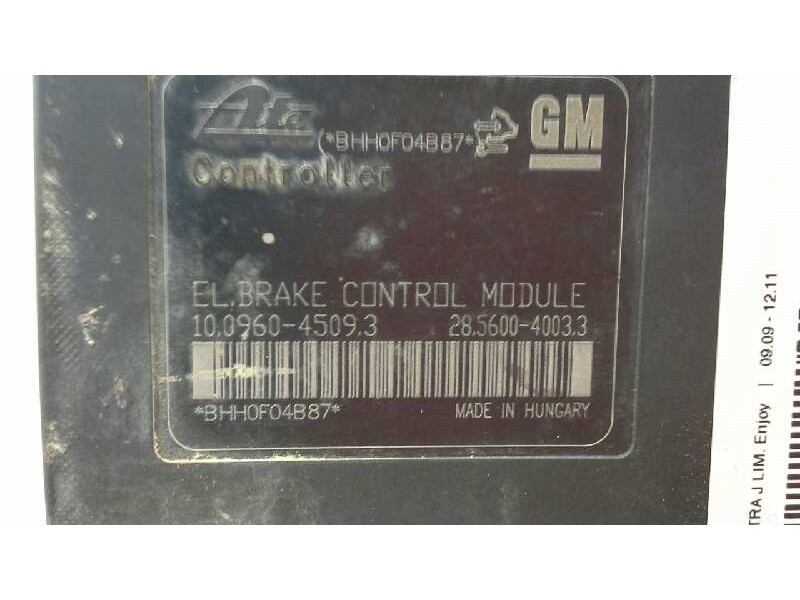 Ate
(*BHH0F04B87*
GM
Controller
EL.BRAKE CONTROL MODULE
10.0960-4509.3 28.5600-4003.3
*BHH0F04B87* MADE IN HUNGARY
TRA J LIM. Enjoy | 09.09 - 12.11